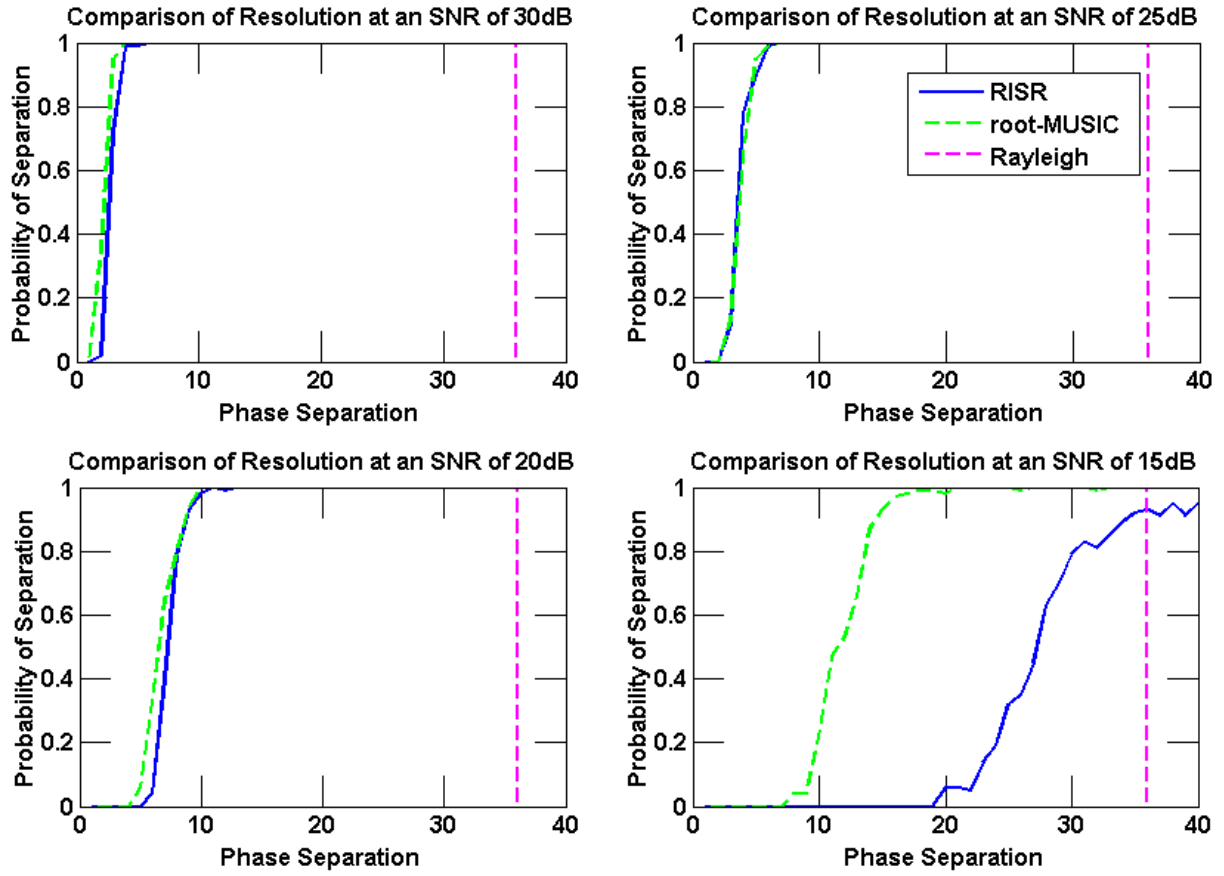 Comparison of Resolution at an SNR of 30dB
Probability of Separation
1
0.8
0.6
0.4
0.2
0
0 10 20 30 40
Phase Separation
Comparison of Resolution at an SNR of 25dB
Probability of Separation
1
0.8
0.6
0.4
0.2
0
RISR
root-MUSIC
Rayleigh
0 10 20 30 40
Phase Separation
Comparison of Resolution at an SNR of 20dB
Probability of Separation
1
0.8
0.6
0.4
0.2
0
0 10 20 30 40
Phase Separation
Comparison of Resolution at an SNR of 15dB
Probability of Separation
1
0.8
0.6
0.4
0.2
0
0 10 20 30 40
Phase Separation